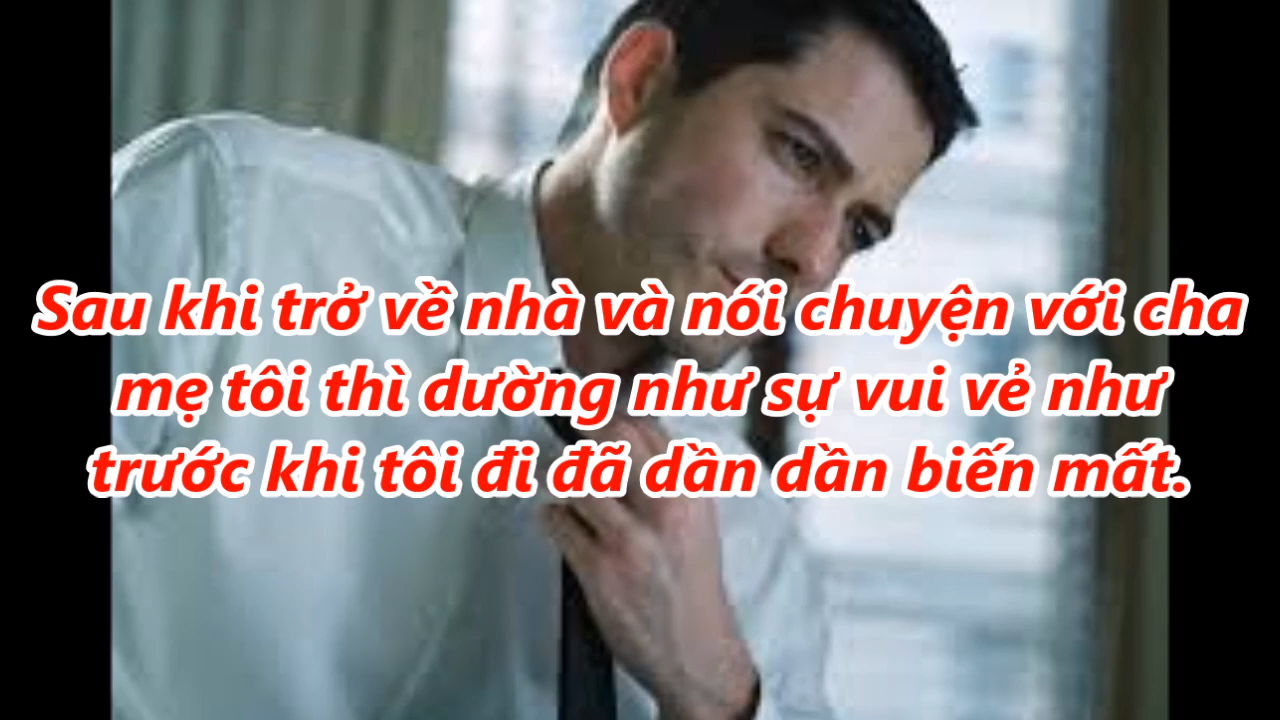 Sau khi trở về nhà và nói chuyện với cha
mẹ tôi thì dường như sự vui vẻ như
trước khi tôi đi đã dần dần biến mất.